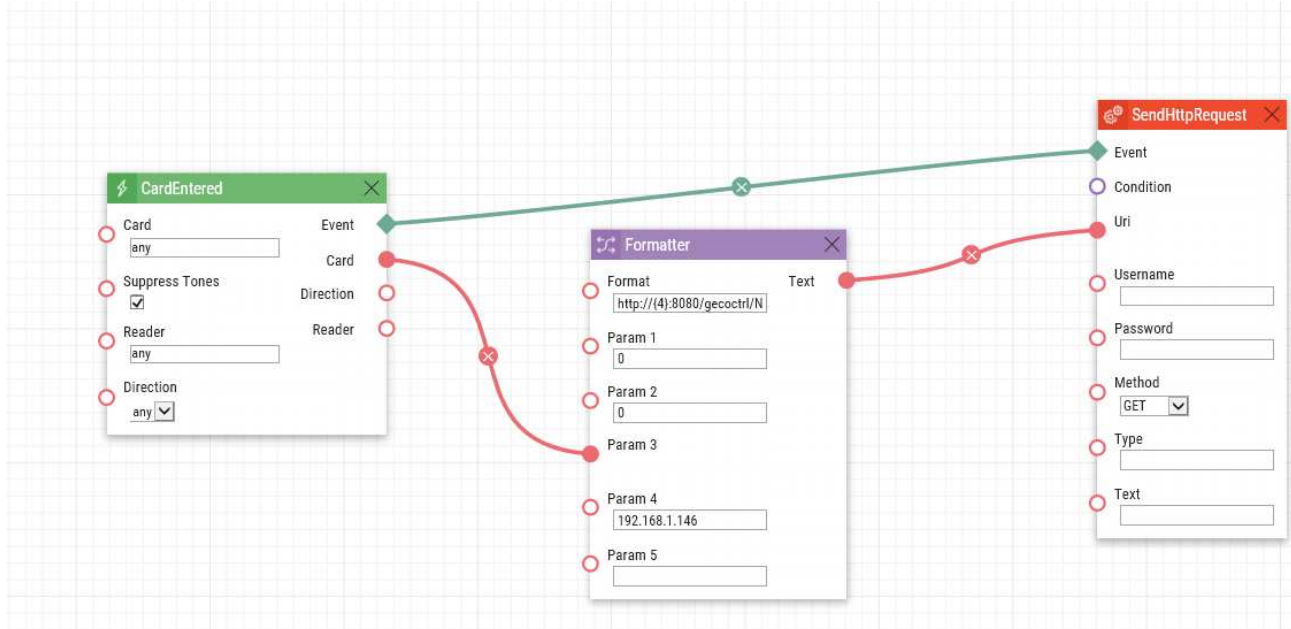 SendHttpRequest
Event
Condition
Uri
Username
Password
Method
GET
Type
Text
CardEntered
Card
any
Event
Card
Suppress Tones
Direction
Reader
any
Reader
Direction
any
Formatter
Format
http://{4}:8080/gecoctrl/N
Text
Param 1
0
Param 2
0
Param 3
Param 4
192.168.1.146
Param 5